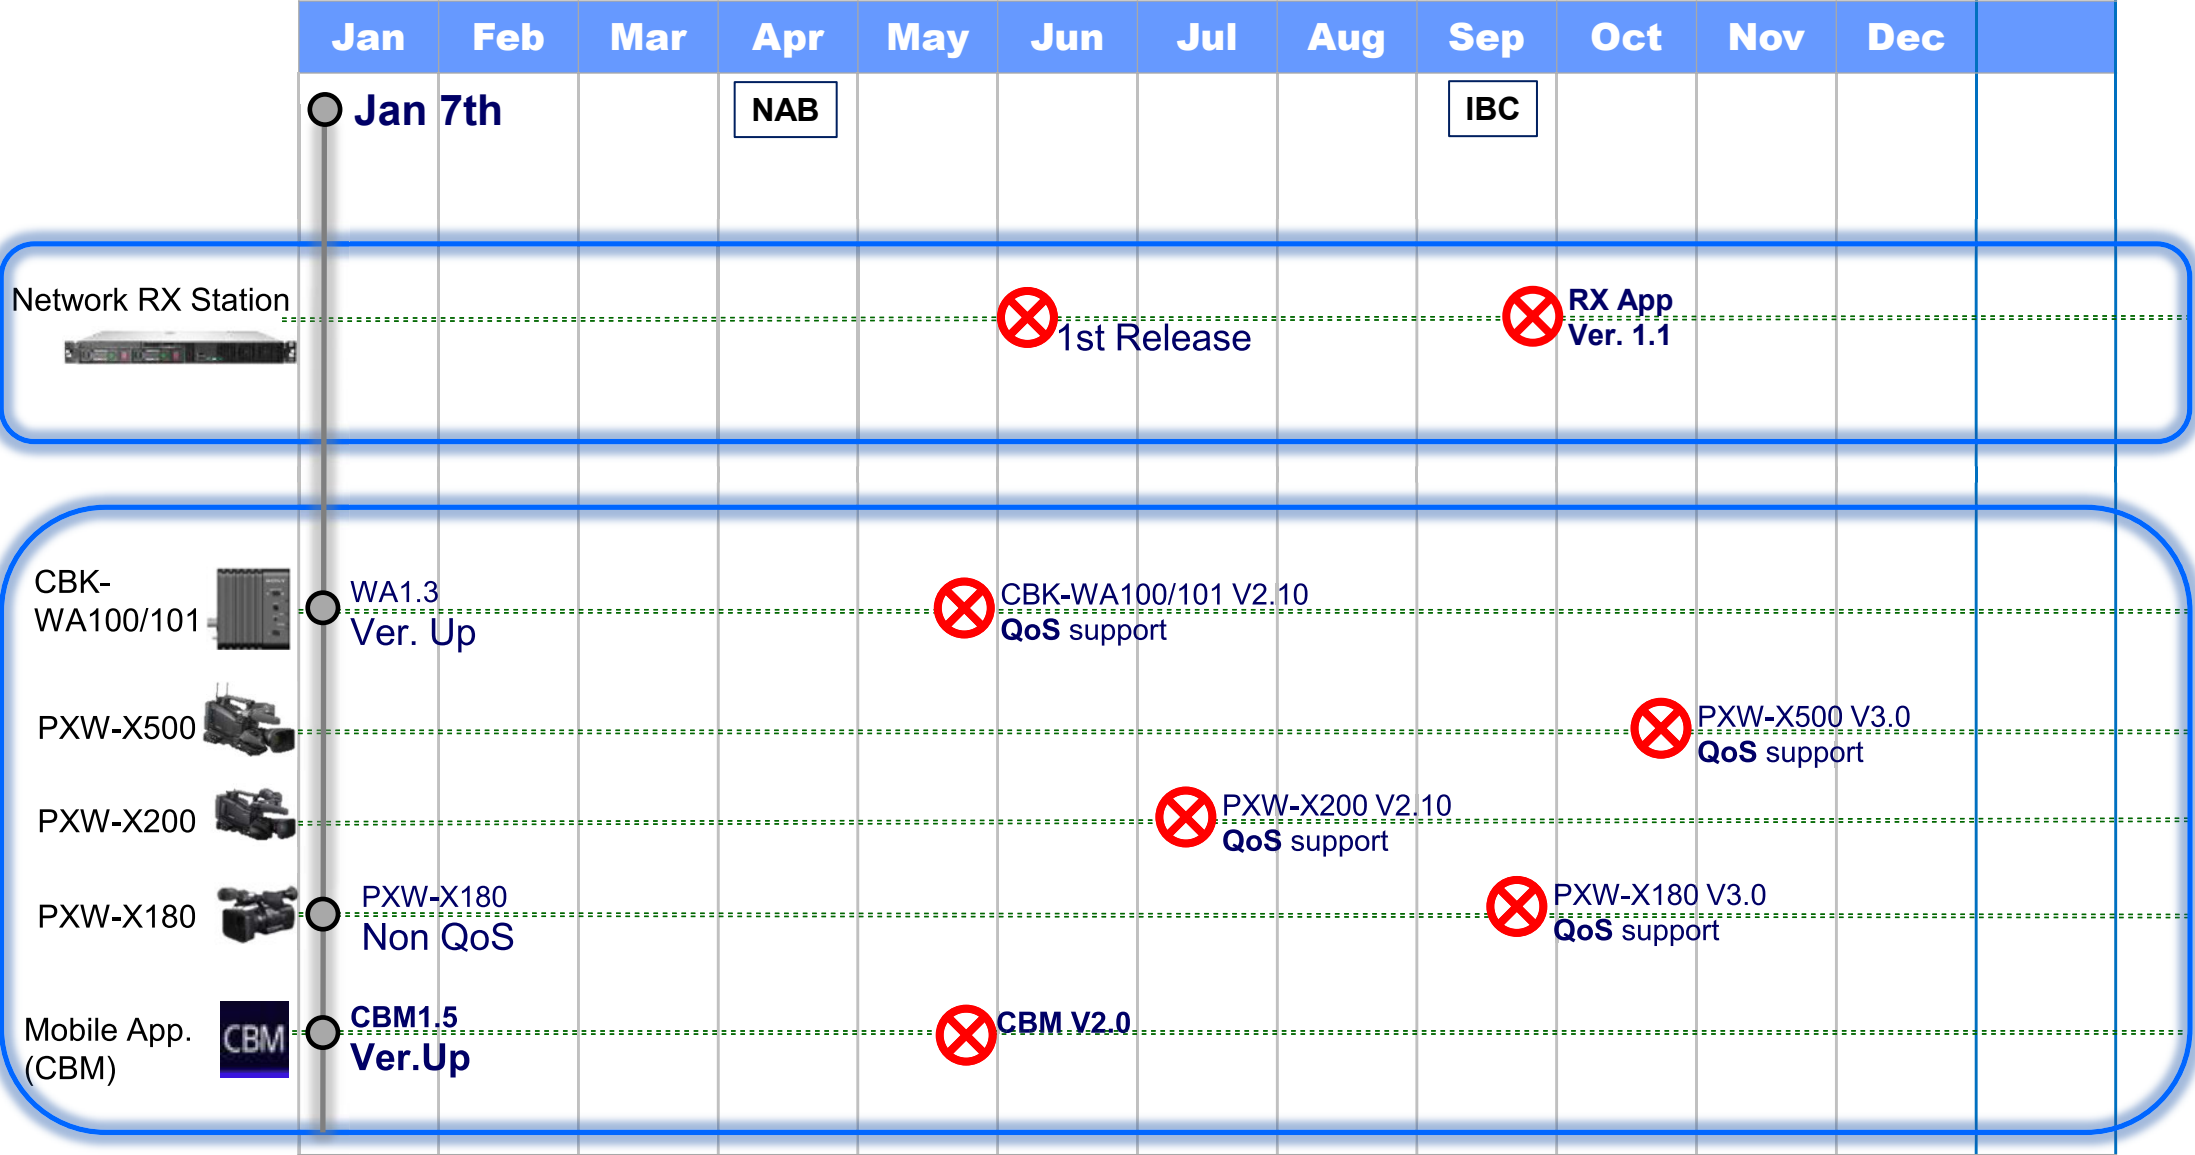 Jan Feb Mar Apr May Jun Jul Aug Sep Oct Nov Dec
Jan 7th
NAB
IBC
Network RX Station
1st Release
RX App
Ver. 1.1
CBK-
WA100/101
WA1.3
Ver. Up
CBK-WA100/101 V2.10
QoS support
PXW-X500
PXW-X500 V3.0
QoS support
PXW-X200
PXW-X200 V2.10
QoS support
PXW-X180
PXW-X180
Non QoS
PXW-X180 V3.0
QoS support
Mobile App.
(CBM)
CBM
CBM1.5
Ver.Up
CBM V2.0